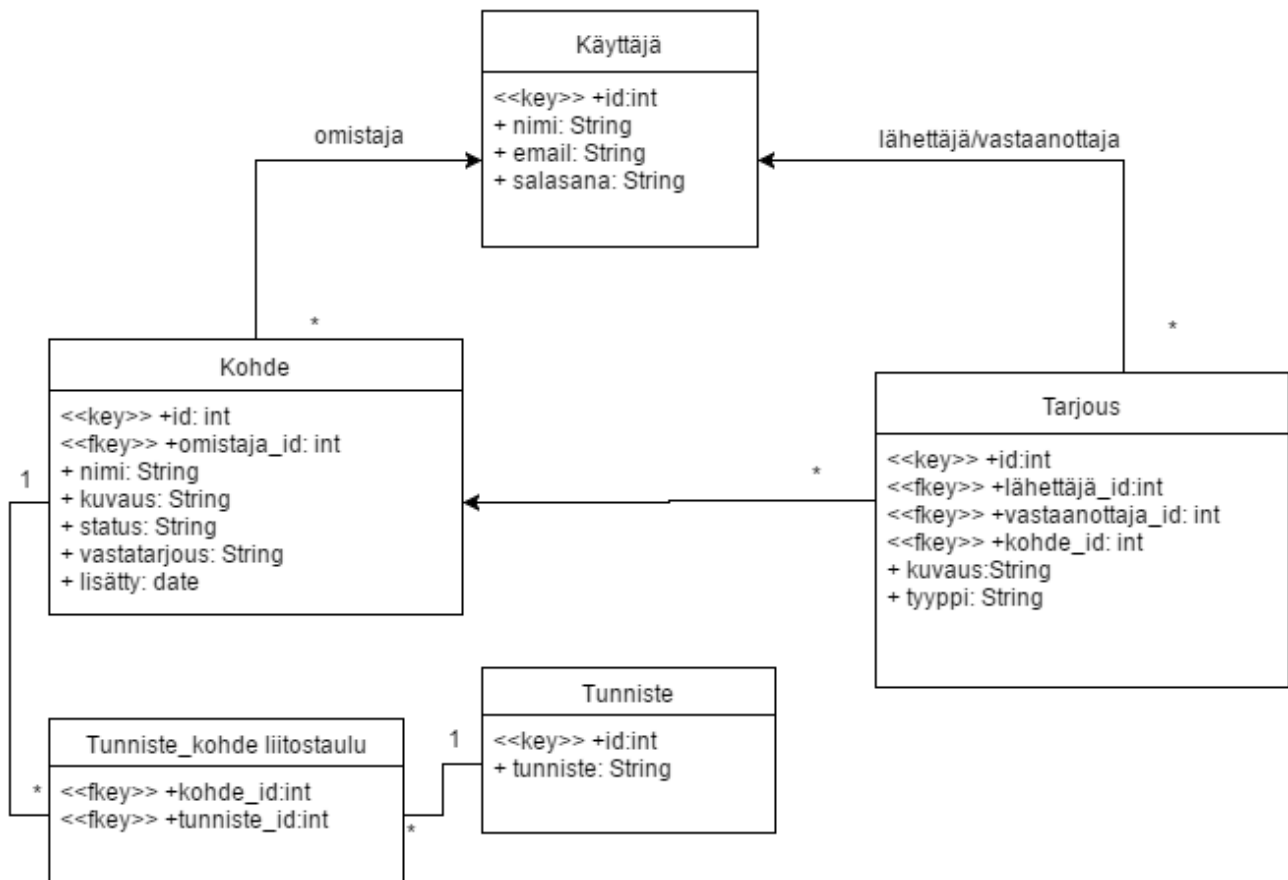 Käyttäjä
<<key>> +id:int
+ nimi: String
+ email: String
+ salasana: String
omistaja
lähettäjä/vastaanottaja
*
*
Kohde
<<key>> +id: int
<<fkey>> +omistaja_id: int
+ nimi: String
+ kuvaus: String
+ status: String
+ vastatarjous: String
+ lisätty: date
1
*
Tarjous
<<key>> +id:int
<<fkey>> +lähettäjä_id:int
<<fkey>> +vastaanottaja_id: int
<<fkey>> +kohde_id: int
+ kuvaus:String
+ tyyppi: String
Tunniste_kohde liitostaulu
<<fkey>> +kohde_id:int
<<fkey>> +tunniste_id:int
*
*
1
Tunniste
<<key>> +id:int
+ tunniste: String